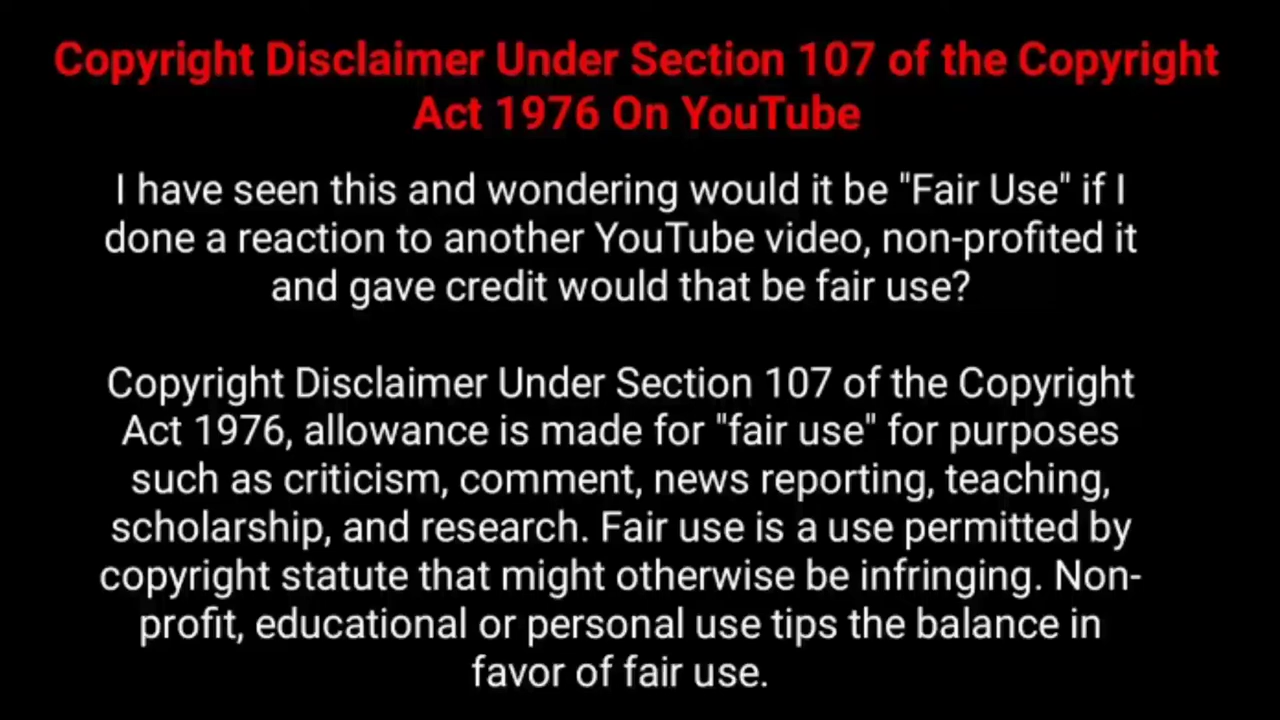 Copyright Disclaimer Under Section 107 of the Copyright
Act 1976 On YouTube
I have seen this and wondering would it be "Fair Use" if I
done a reaction to another YouTube video, non-profited it
and gave credit would that be fair use?
Copyright Disclaimer Under Section 107 of the Copyright
Act 1976, allowance is made for "fair use" for purposes
such as criticism, comment, news reporting, teaching,
scholarship, and research. Fair use is a use permitted by
copyright statute that might otherwise be infringing. Non-
profit, educational or personal use tips the balance in
favor of fair use.